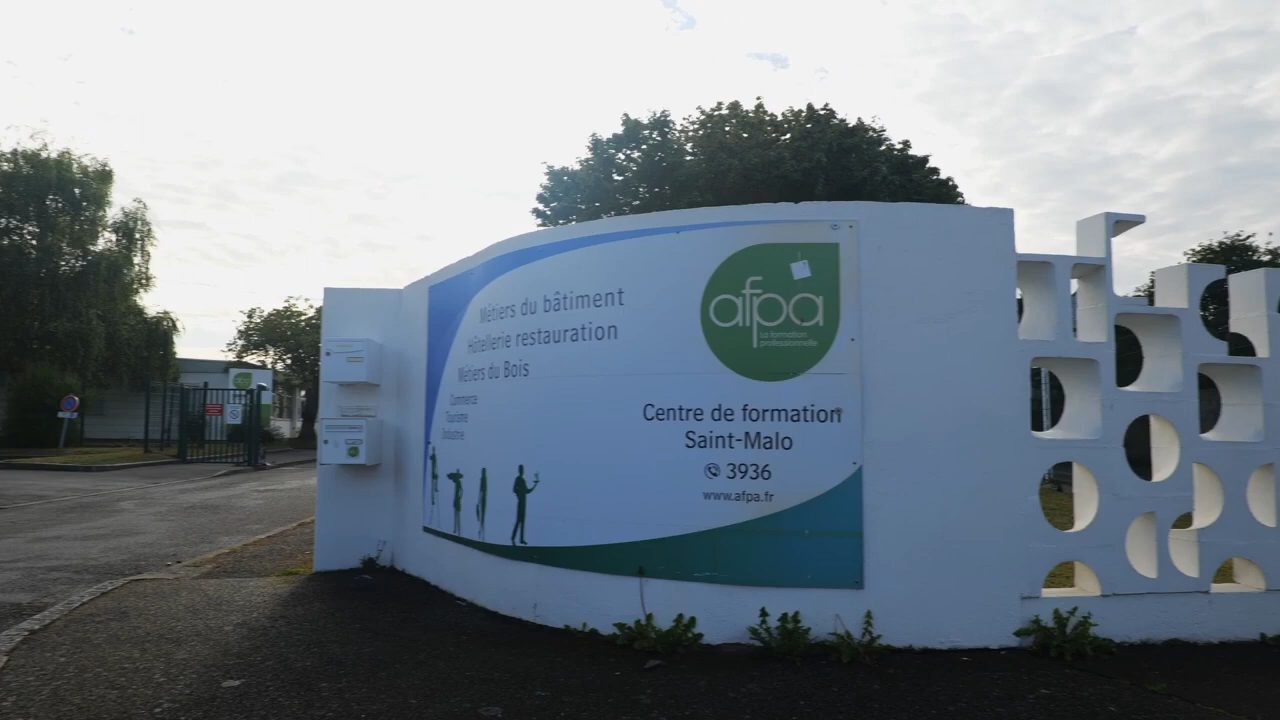 Métiers du bâtiment
Hôtellerie restauration
Métiers du Bois
Commerce
Tourisme
Industrie
afpa
La formation
professionnelle
Centre de formation
Saint-Malo
3936
www.afpa.fr